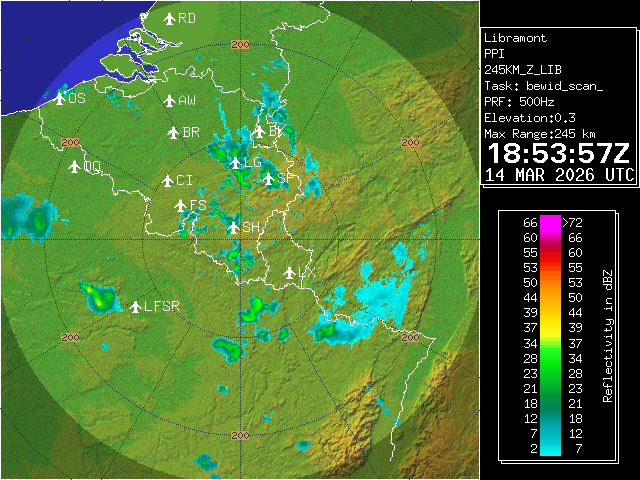 RD
200
OS
AW
BR
BK
200
200
QQ
LG
CI
SP
FS
SH
LX
LFSR
200
200
200
Libramont
PPI
245KM_Z_LIB
Task: bewid_scan_
PRF: 500Hz
Elevation:0.3
Max Range:245 km
18:53:57Z
14 MAR 2026 UTC
66 >72
60 66
55 60
53 55
50 53
44 50
39 44
37 39
34 37
28 34
23 28
21 23
18 21
12 18
7 12
2 7
Reflectivity in dBZ